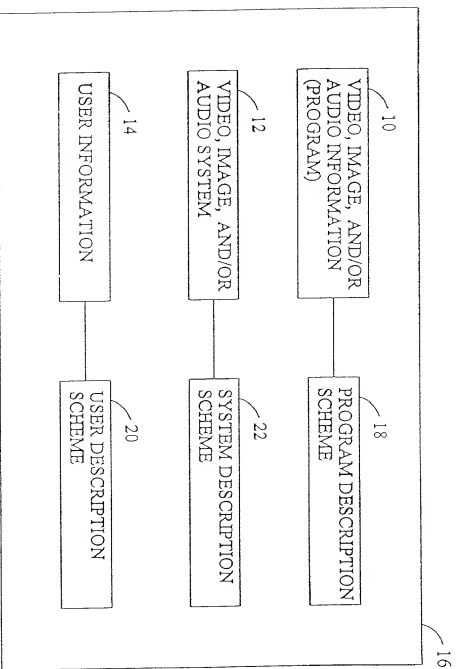 16
10
VIDEO, IMAGE, AND/OR
AUDIO INFORMATION
(PROGRAM)
18
PROGRAM DESCRIPTION
SCHEME
12
VIDEO, IMAGE, AND/OR
AUDIO SYSTEM
22
SYSTEM DESCRIPTION
SCHEME
14
USER INFORMATION
20
USER DESCRIPTION
SCHEME